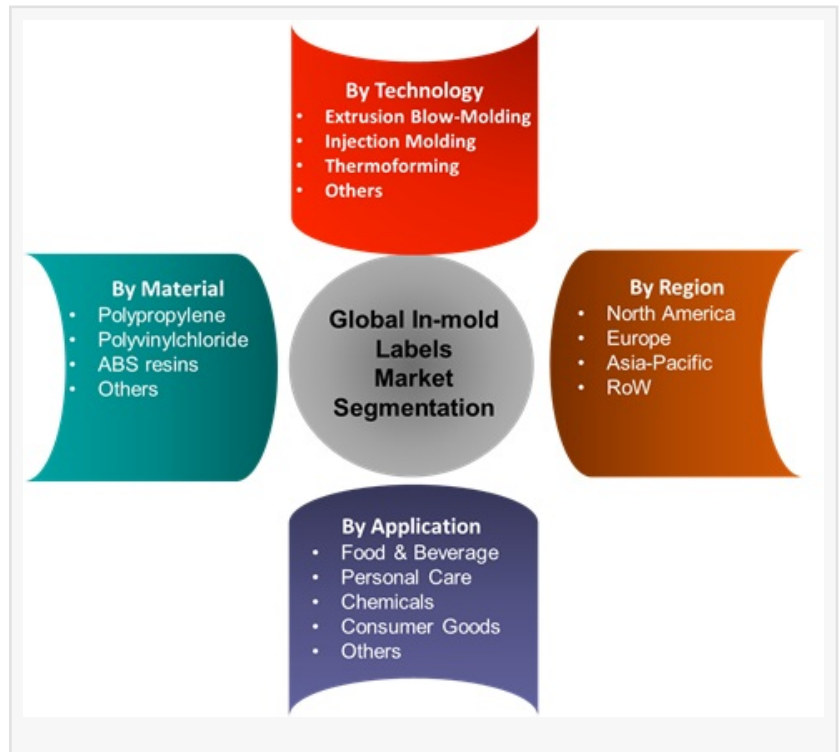 By Technology
• Extrusion Blow-Molding
• Injection Molding
• Thermoforming
• Others
By Material
• Polypropylene
• Polyvinylchloride
• ABS resins
• Others
Global In-mold
Labels
Market
Segmentation
By Region
• North America
• Europe
• Asia-Pacific
• RoW
By Application
• Food & Beverage
• Personal Care
• Chemicals
• Consumer Goods
• Others